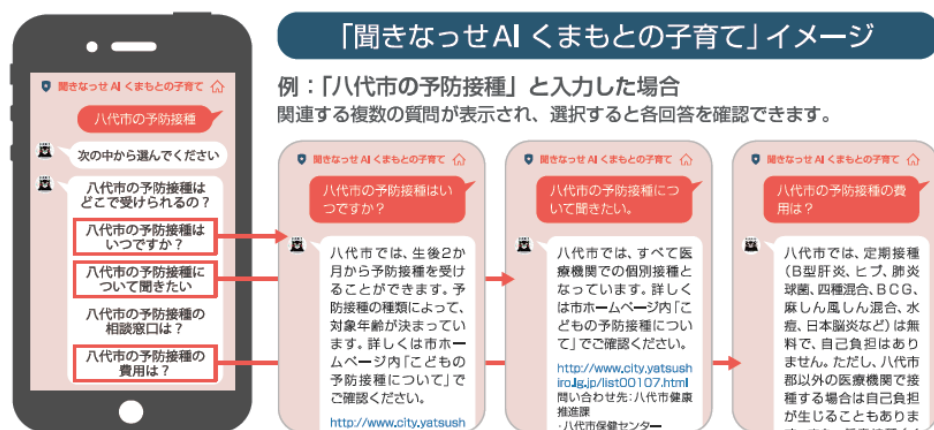 「聞きなっせAI くまもとの子育て」イメージ
例：「八代市の予防接種」と入力した場合
関連する複数の質問が表示され、選択すると各回答を確認できます。
聞きなっせ AI くまもとの子育て
八代市の予防接種
次の中から選んでください
八代市の予防接種は
どこで受けられるの？
八代市の予防接種は
いつですか？
八代市の予防接種に
ついて聞きたい
八代市の予防接種の
相談窓口は？
八代市の予防接種の
費用は？
聞きなっせ AI くまもとの子育て
八代市の予防接種はい
つですか？
八代市では、生後2か
月から予防接種を受け
ることができます。予
防接種の種類によって、
対象年齢が決まってい
ます。詳しくは市ホー
ムページ内「こどもの
予防接種について」で
ご確認ください。
http://www.city.yatsush
聞きなっせ AI くまもとの子育て
八代市の予防接種につ
いて聞きたい。
八代市では、すべて医
療機関での個別接種と
なっています。詳しく
は市ホームページ内「こ
どもの予防接種につい
て」でご確認ください。
http://www.city.yatsush
iro.lg.jp/list00107.html
問い合わせ先：八代市健康
推進課
・八代市保健センター
聞きなっせ AI くまもとの子育て
八代市の予防接種の費
用は？
八代市では、定期接種
（B型肝炎、ヒブ、肺炎
球菌、四種混合、BCG、
麻しん風しん混合、水
痘、日本脳炎など）は無
料で、自己負担はあり
ません。ただし、八代市
郡以外の医療機関で接
種する場合は自己負担
が生じることもありま